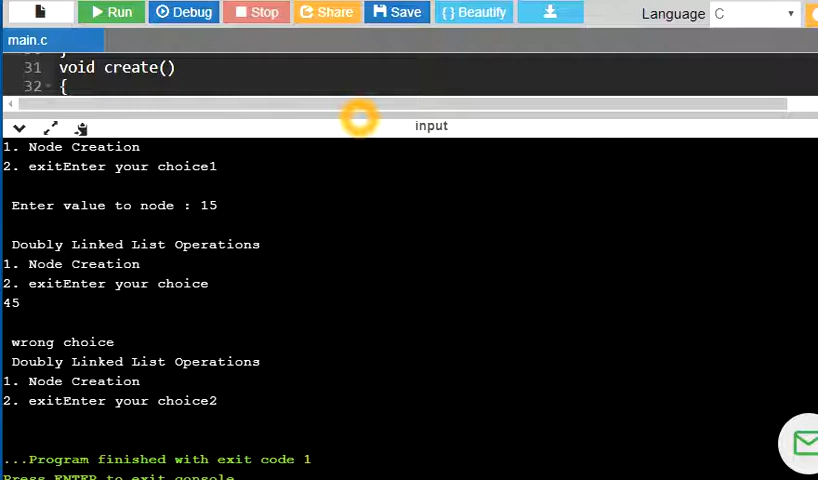 Run Debug Stop Share Save { } Beautify Language C
main.c
31 void create()
32 {
input
1. Node Creation
2. exitEnter your choice1
Enter value to node : 15
Doubly Linked List Operations
1. Node Creation
2. exitEnter your choice
45
wrong choice
Doubly Linked List Operations
1. Node Creation
2. exitEnter your choice2
...Program finished with exit code 1
Press ENTER to exit console.